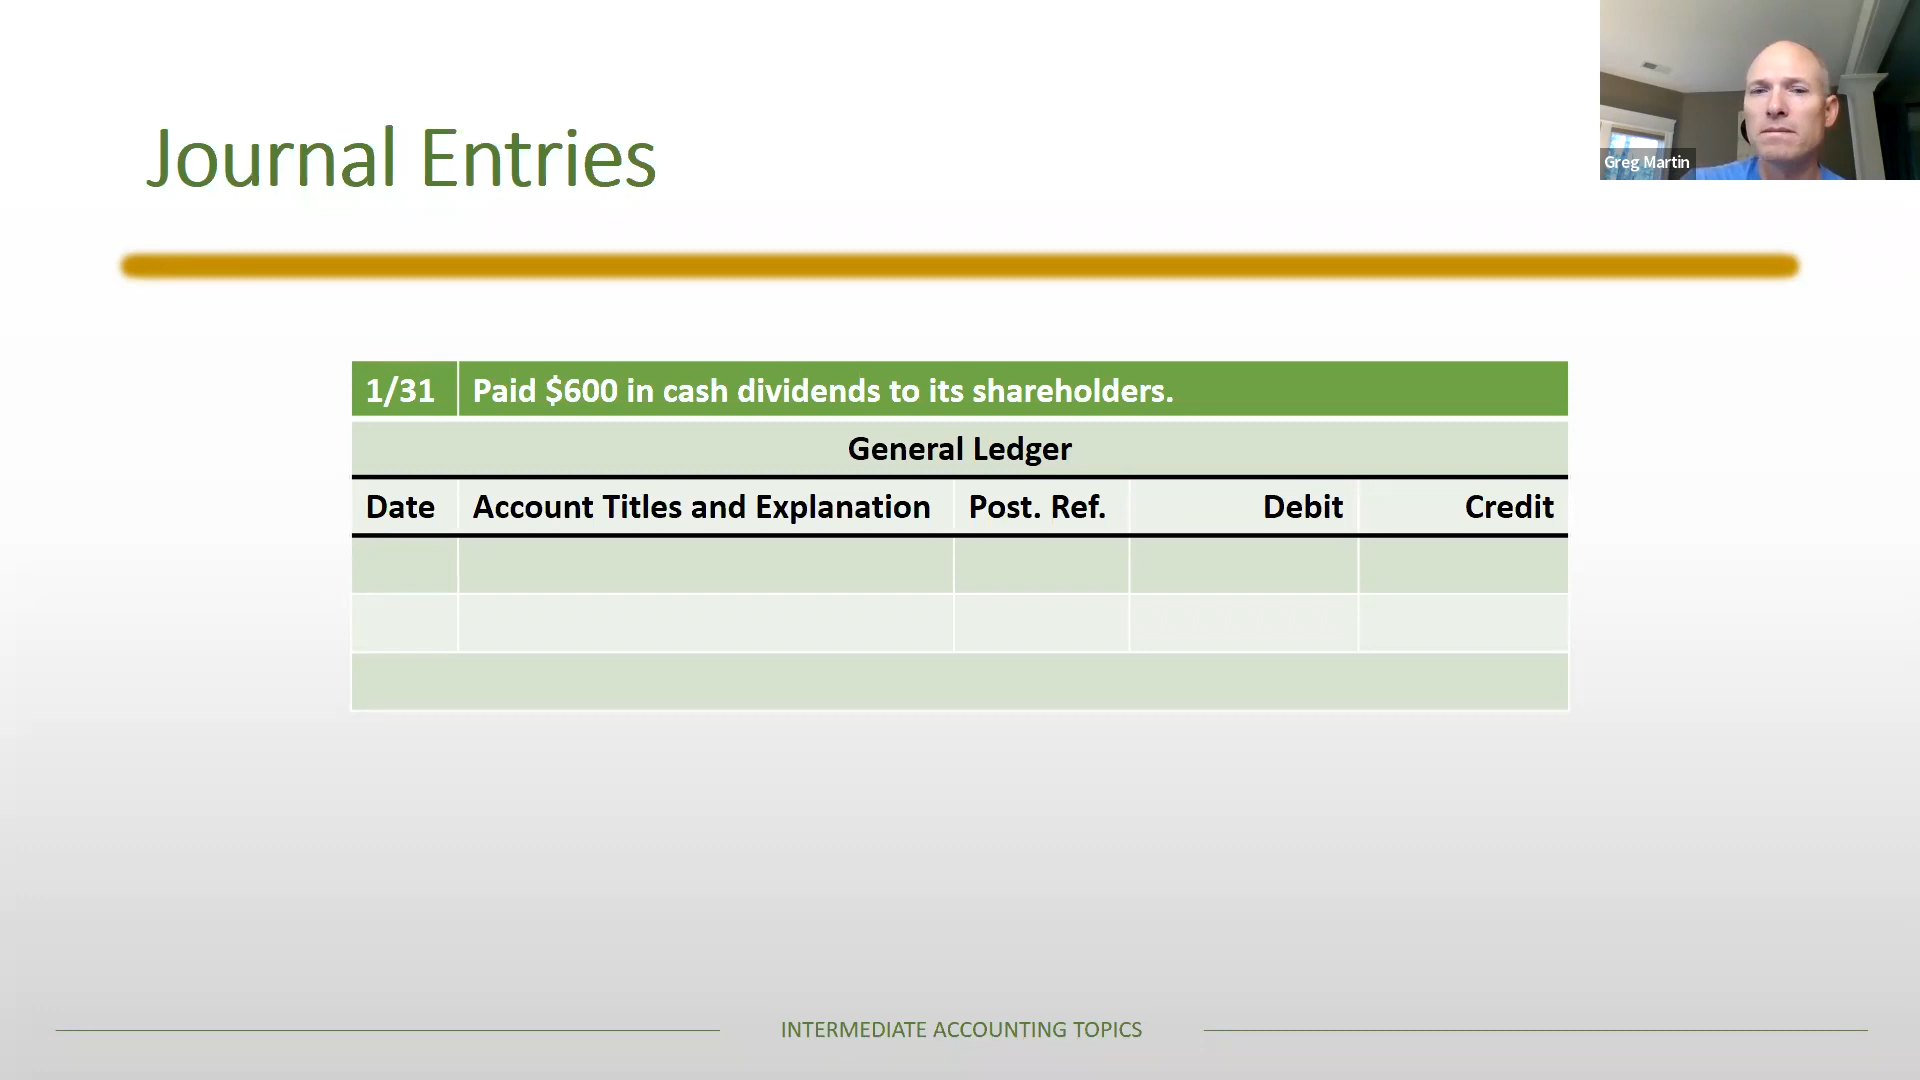 Greg Martin
Journal Entries
1/31 Paid $600 in cash dividends to its shareholders.
General Ledger
Date Account Titles and Explanation Post. Ref. Debit Credit
INTERMEDIATE ACCOUNTING TOPICS